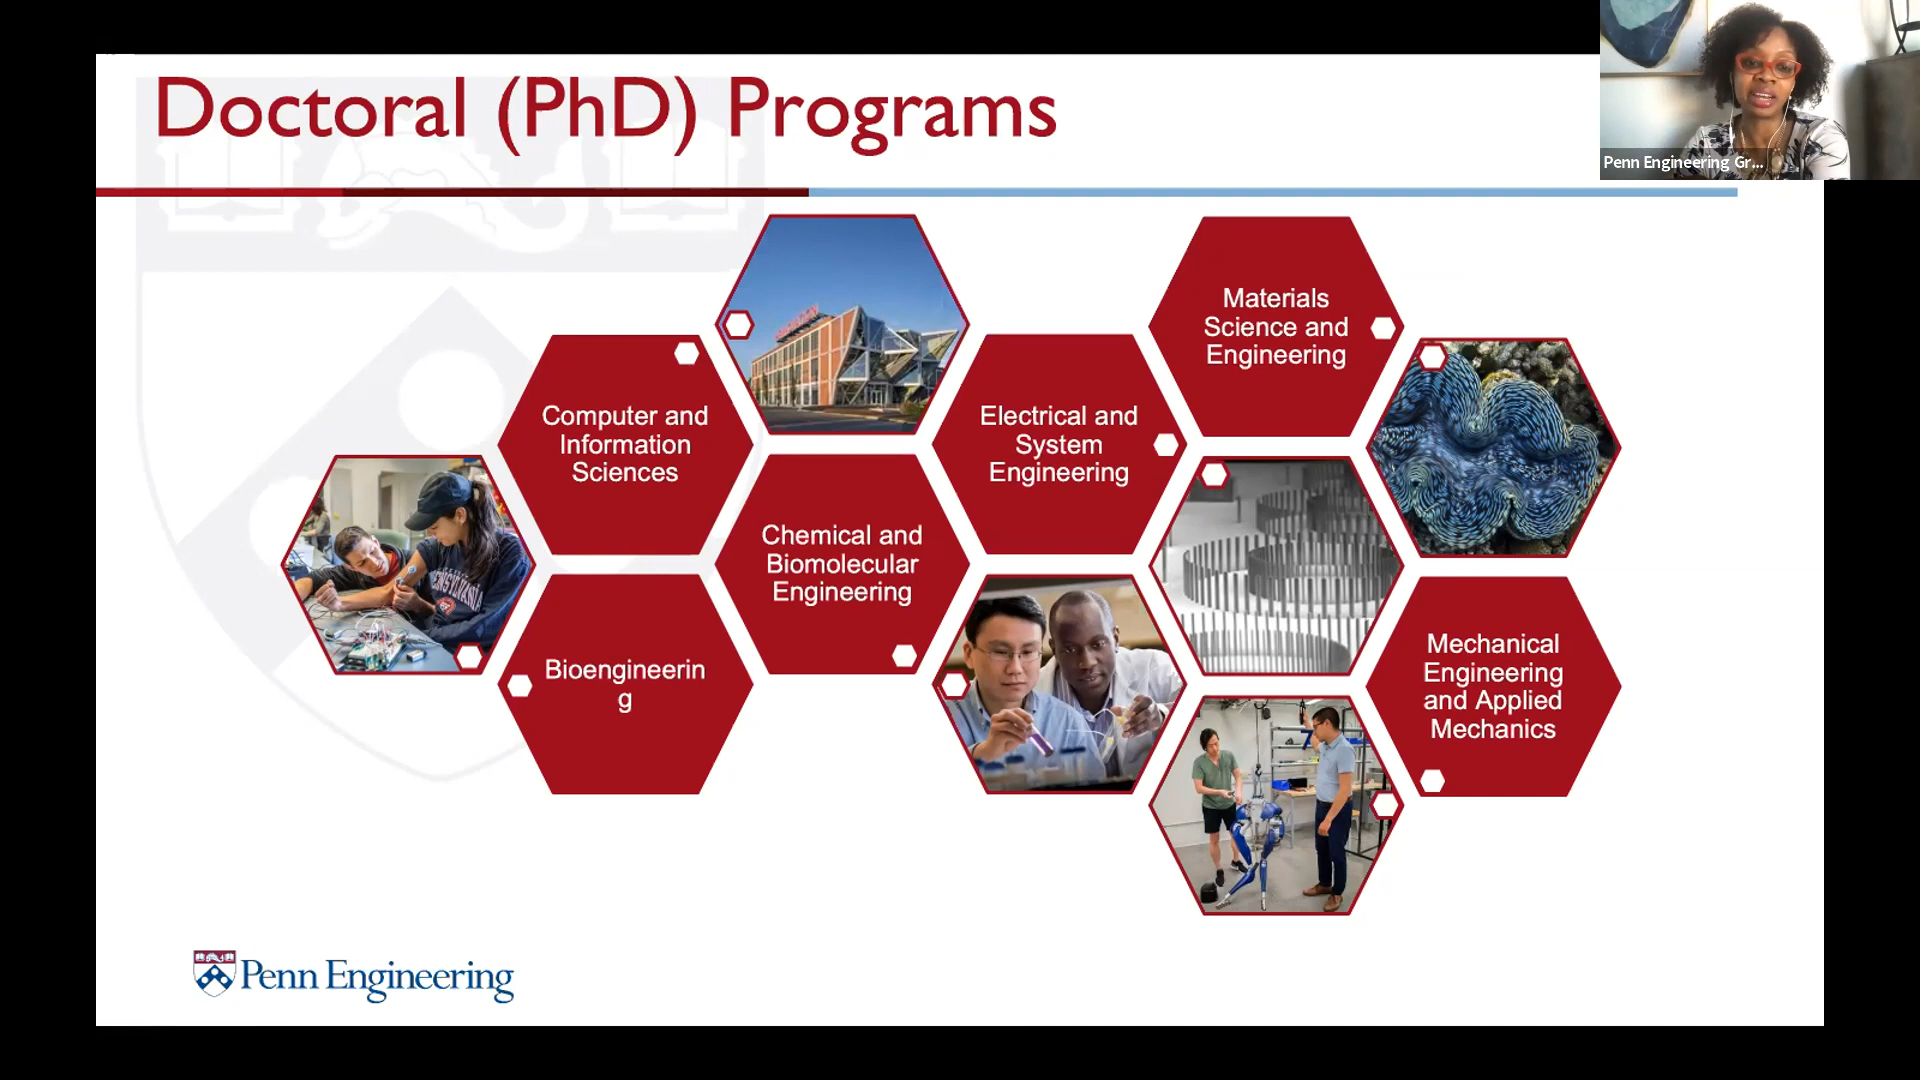 Doctoral (PhD) Programs
Penn Engineering Gr...
Materials
Science and
Engineering
Computer and
Information
Sciences
Electrical and
System
Engineering
Chemical and
Biomolecular
Engineering
Bioengineerin
g
Mechanical
Engineering
and Applied
Mechanics
Penn Engineering